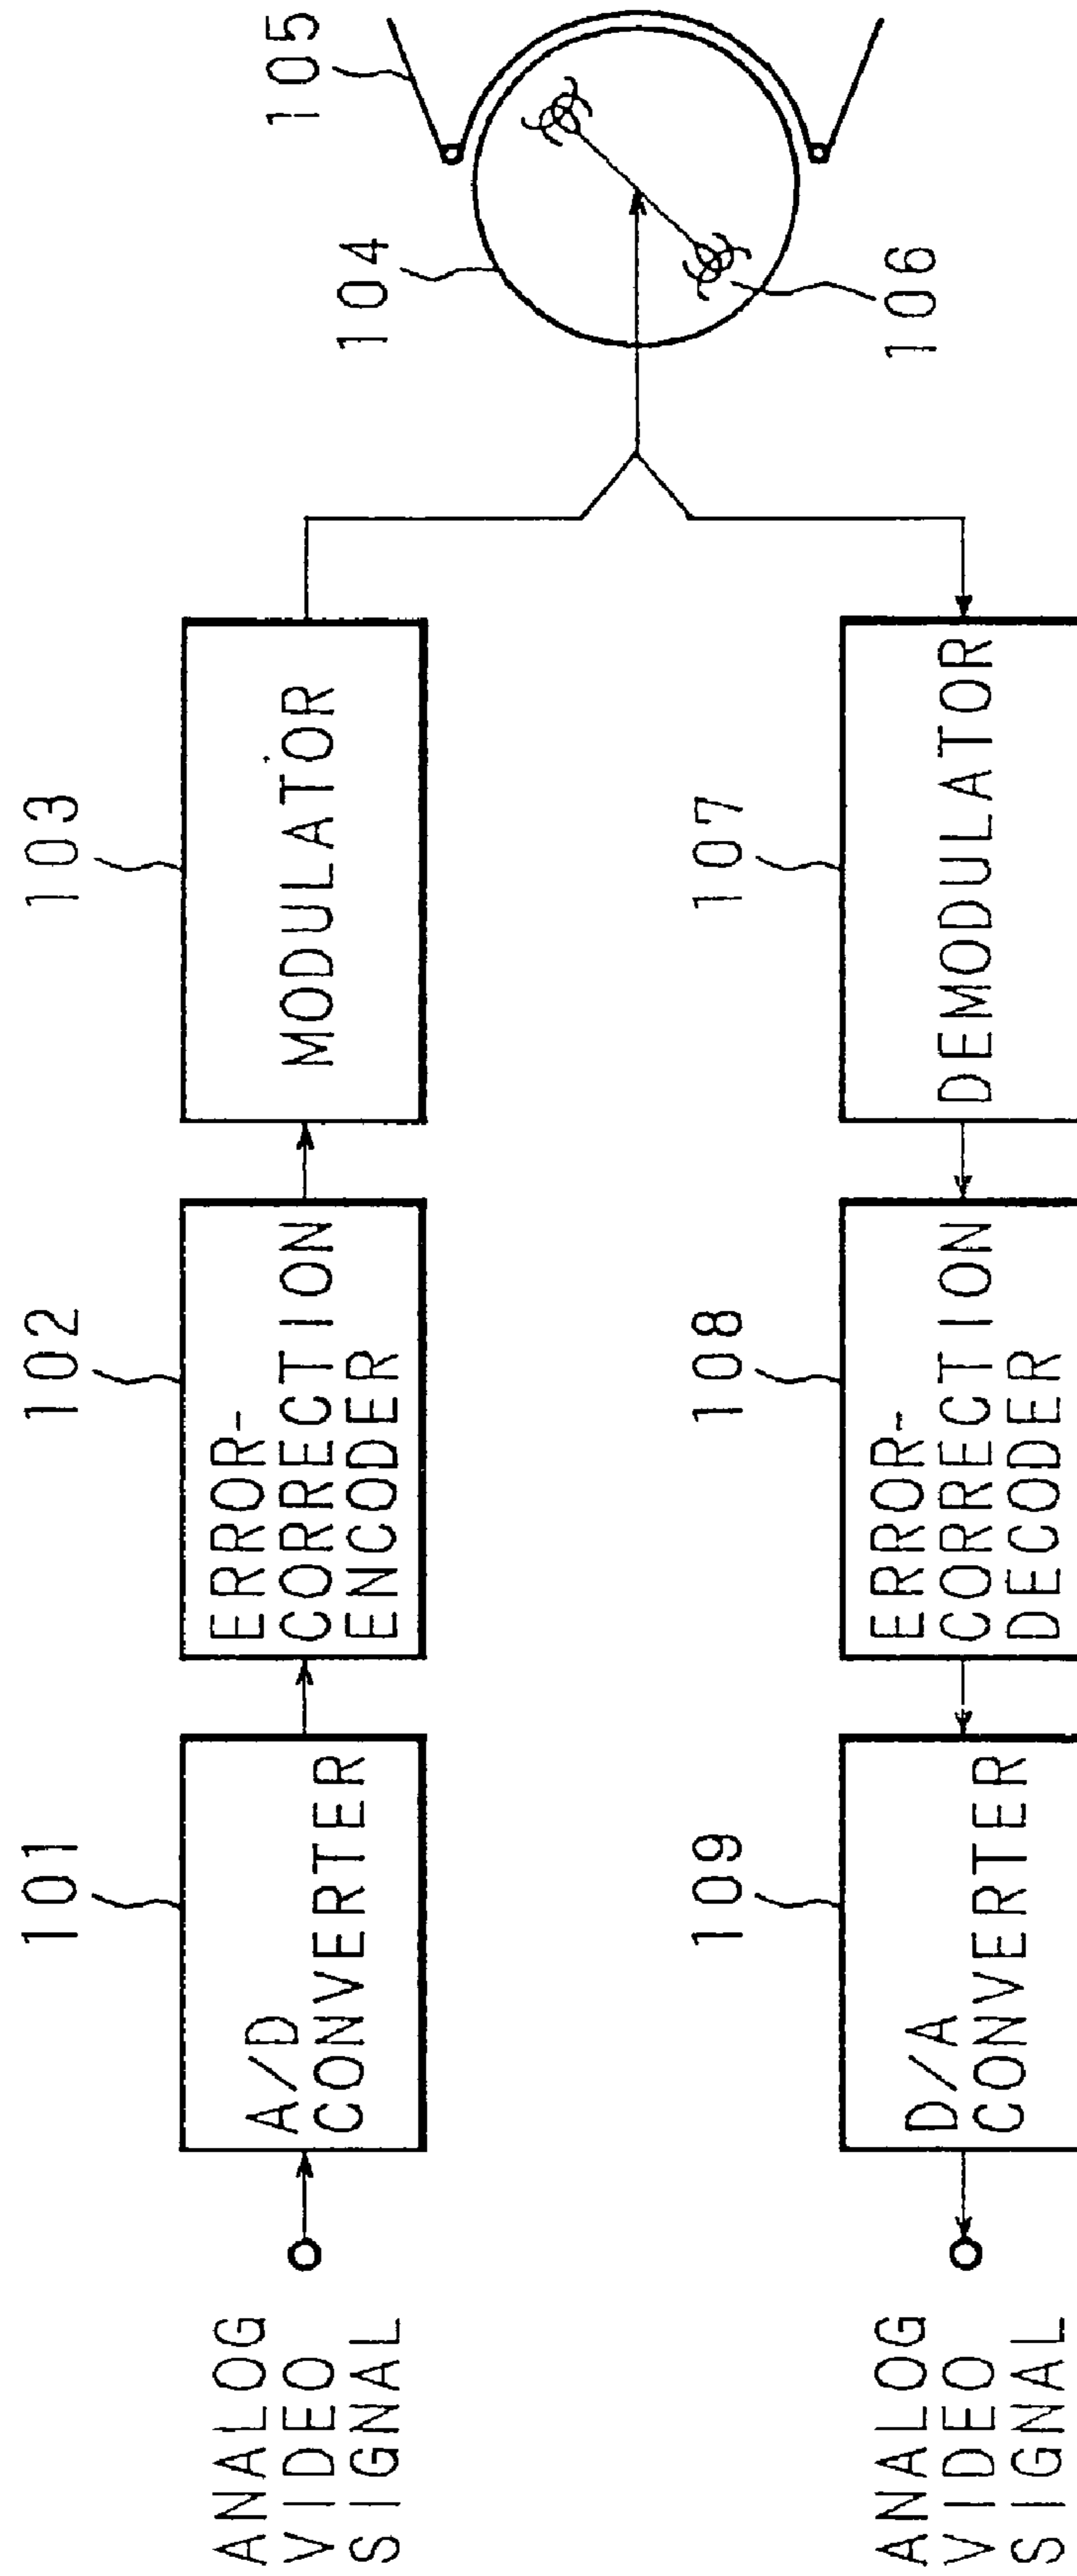 101
102
103
105
ANALOG
VIDEO
SIGNAL
A/D
CONVERTER
ERROR-
CORRECTION
ENCODER
MODULATOR
104
106
ANALOG
VIDEO
SIGNAL
109
D/A
CONVERTER
108
ERROR-
CORRECTION
DECODER
107
DEMODULATOR